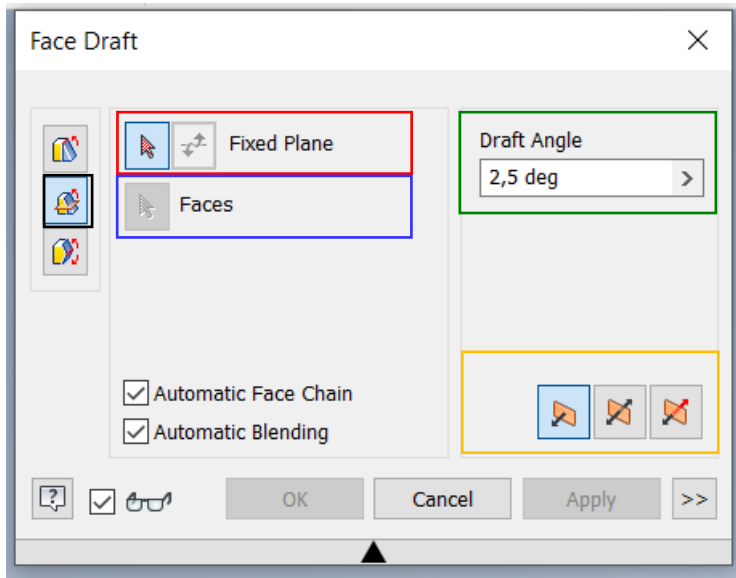 Face Draft
Fixed Plane
Faces
Draft Angle
2,5 deg
Automatic Face Chain
Automatic Blending
?
OK
Cancel
Apply
>>